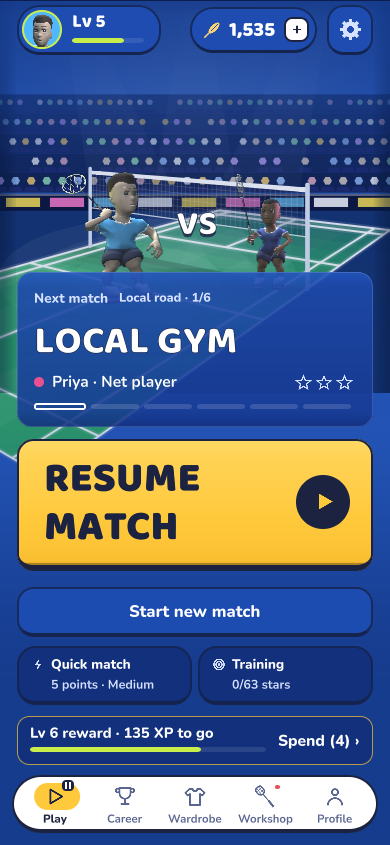 Lv 5
1,535
+
VS
Next match Local road · 1/6
LOCAL GYM
Priya · Net player
RESUME
MATCH
Start new match
Quick match
5 points · Medium
Training
0/63 stars
Lv 6 reward · 135 XP to go
Spend (4) ›
Play
Career
Wardrobe
Workshop
Profile